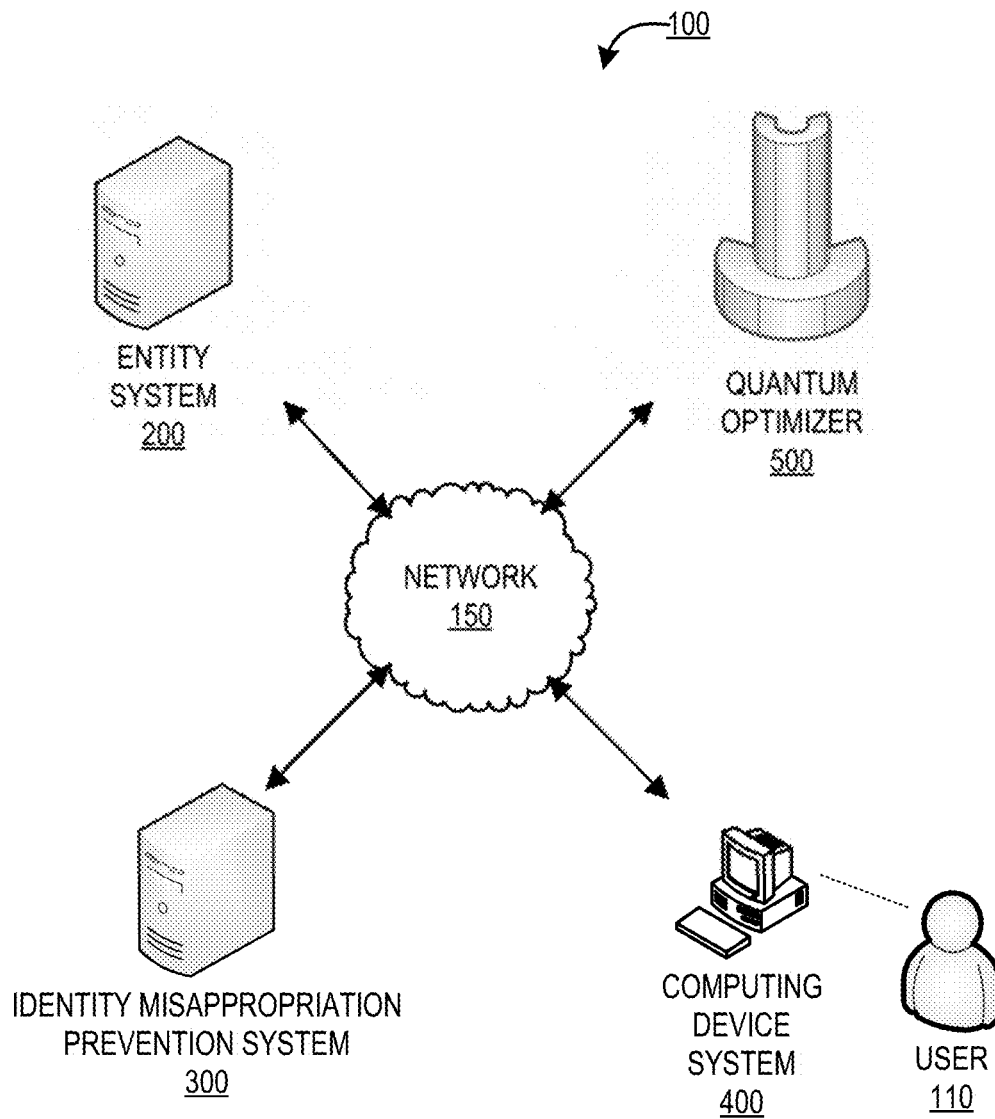 100
ENTITY
SYSTEM
200
QUANTUM
OPTIMIZER
500
NETWORK
150
IDENTITY MISAPPROPRIATION
PREVENTION SYSTEM
300
COMPUTING
DEVICE
SYSTEM
400
USER
110